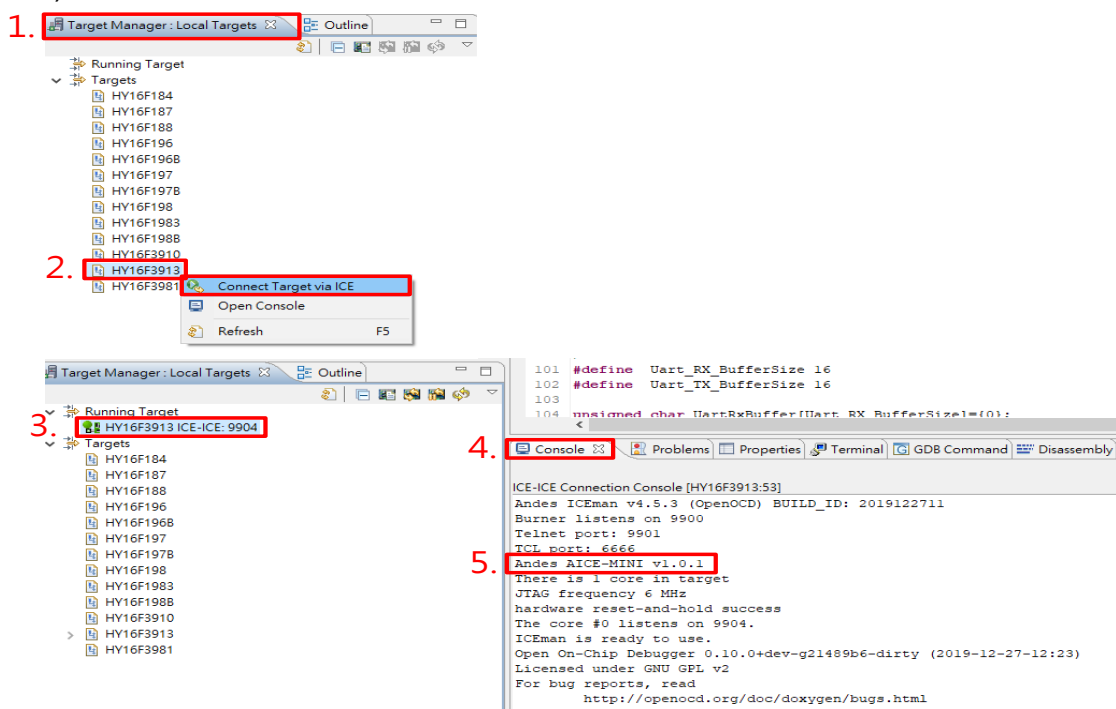 1.
Target Manager : Local Targets
Outline
Running Target
Targets
HY16F184
HY16F187
HY16F188
HY16F196
HY16F196B
HY16F197
HY16F197B
HY16F198
HY16F1983
HY16F198B
HY16F3910
2.
HY16F3913
HY16F3981
Connect Target via ICE
Open Console
Refresh F5
Target Manager : Local Targets
Outline
3.
Running Target
HY16F3913 ICE-ICE: 9904
Targets
HY16F184
HY16F187
HY16F188
HY16F196
HY16F196B
HY16F197
HY16F197B
HY16F198
HY16F1983
HY16F198B
HY16F3910
HY16F3913
HY16F3981
101 #define Uart_RX_BufferSize 16
102 #define Uart_TX_BufferSize 16
103
104 unsigned char UartRxBuffer[Uart_RX_BufferSize]={0};
4.
Console Problems Properties Terminal GDB Command Disassembly
ICE-ICE Connection Console [HY16F3913:53]
Andes ICEman v4.5.3 (OpenOCD) BUILD_ID: 2019122711
Burner listens on 9900
Telnet port: 9901
TCL port: 6666
5.
Andes AICE-MINI v1.0.1
There is 1 core in target
JTAG frequency 6 MHz
hardware reset-and-hold success
The core #0 listens on 9904.
ICEman is ready to use.
Open On-Chip Debugger 0.10.0+dev-g21489b6-dirty (2019-12-27-12:23)
Licensed under GNU GPL v2
For bug reports, read
http://openocd.org/doc/doxygen/bugs.html